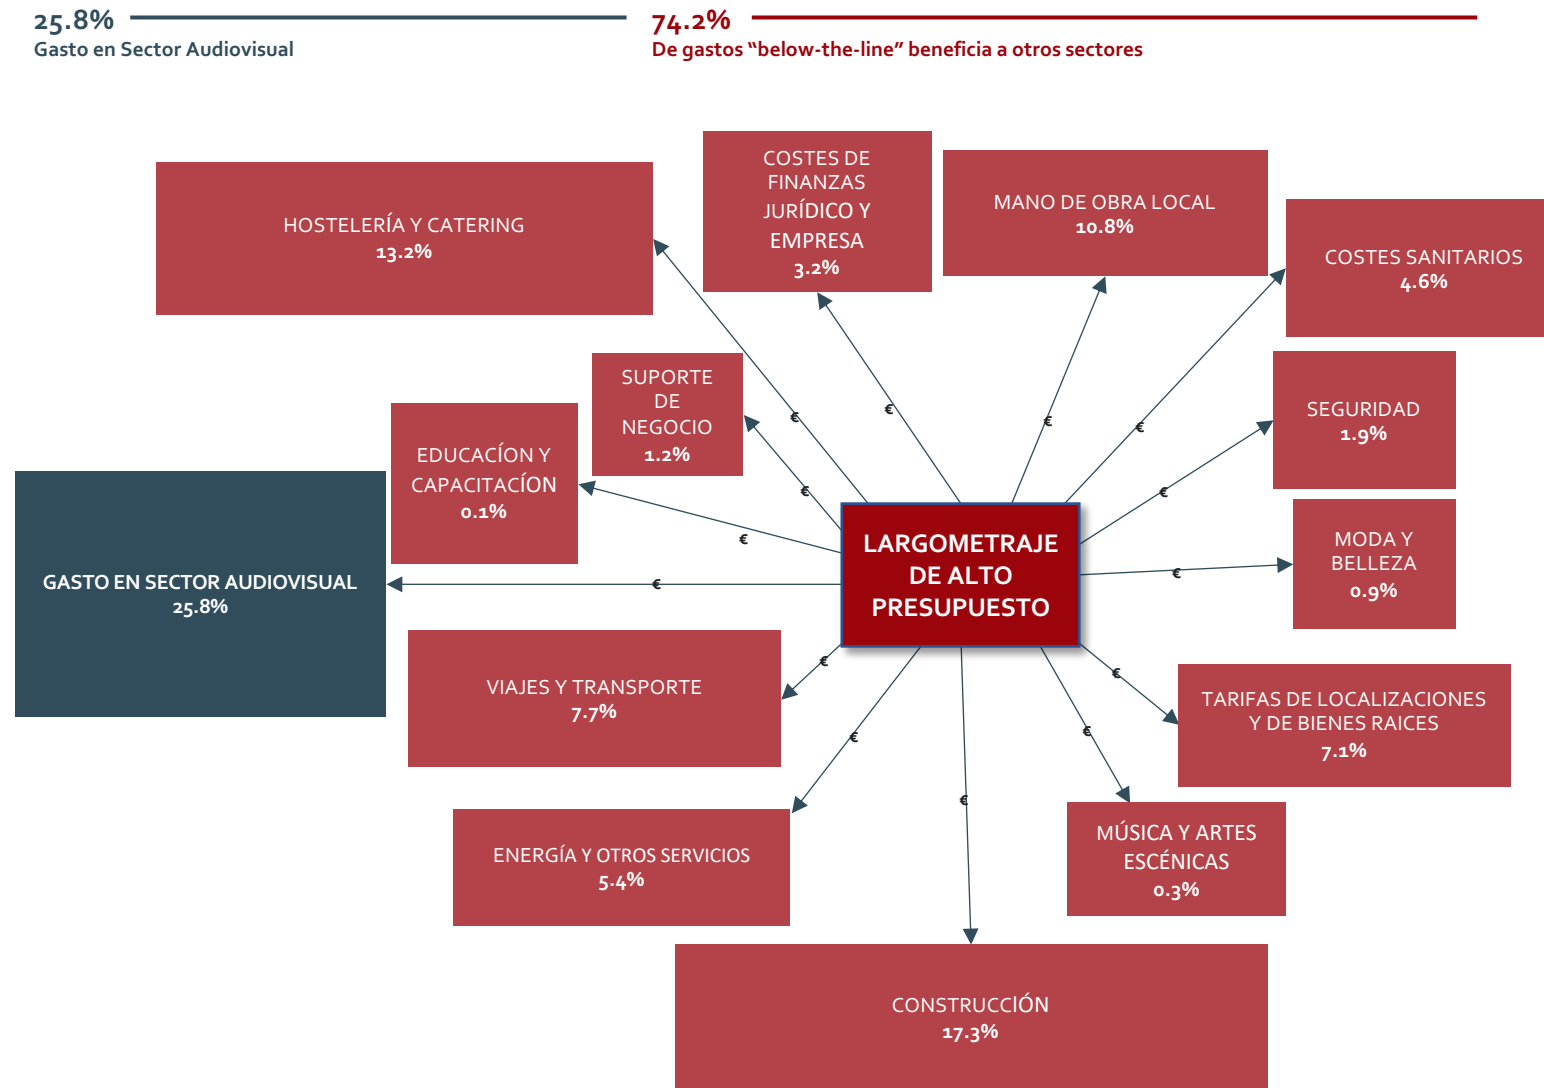 25.8%
Gasto en Sector Audiovisual
74.2%
De gastos “below-the-line” beneficia a otros sectores
HOSTELERÍA Y CATERING
13.2%
COSTES DE
FINANZAS
JURÍDICO Y
EMPRESA
3.2%
MANO DE OBRA LOCAL
10.8%
COSTES SANITARIOS
4.6%
SUPORTE
DE
NEGOCIO
1.2%
SEGURIDAD
1.9%
EDUCACÍON Y
CAPACITACÍON
0.1%
GASTO EN SECTOR AUDIOVISUAL
25.8%
LARGOMETRAJE
DE ALTO
PRESUPUESTO
MODA Y
BELLEZA
0.9%
VIAJES Y TRANSPORTE
7.7%
TARIFAS DE LOCALIZACIONES
Y DE BIENES RAICES
7.1%
ENERGÍA Y OTROS SERVICIOS
5.4%
MÚSICA Y ARTES
ESCÉNICAS
0.3%
CONSTRUCCIÓN
17.3%
€
€
€
€
€
€
€
€
€
€
€
€
€
€